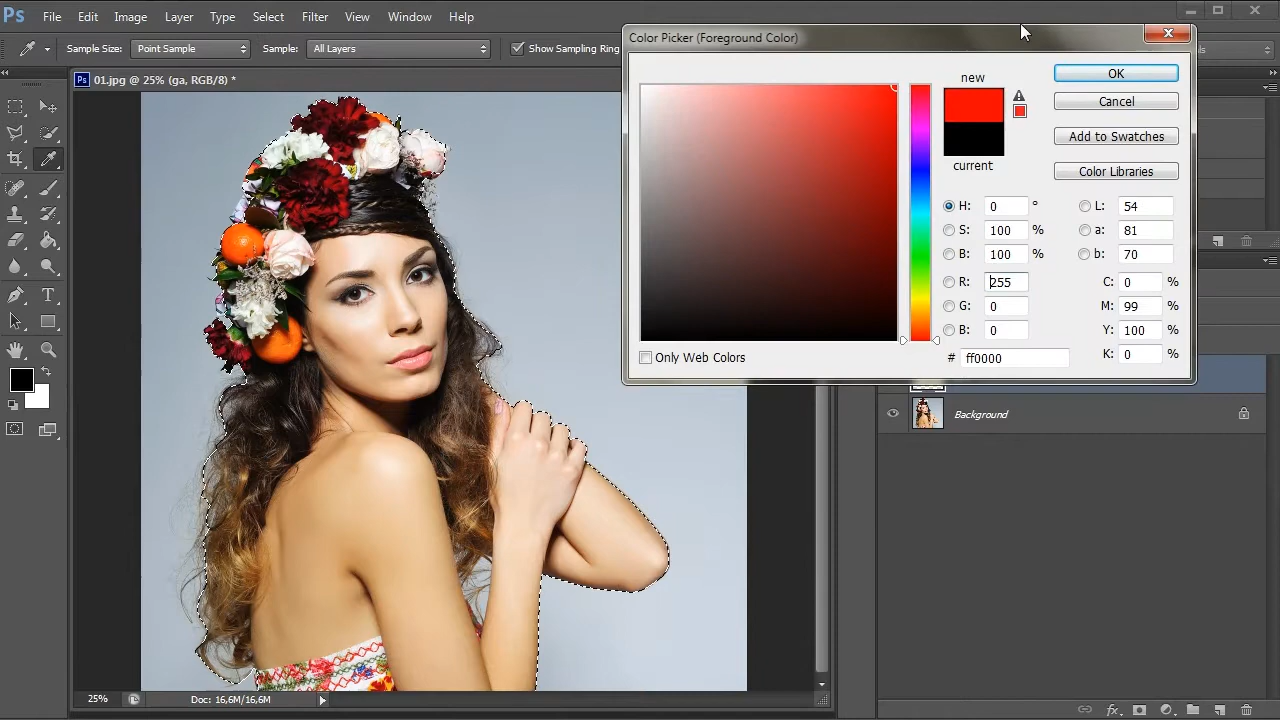 Ps File Edit Image Layer Type Select Filter View Window Help
Sample Size: Point Sample Sample: All Layers Show Sampling Ring
Color Picker (Foreground Color)
Ps 01.jpg @ 25% (ga, RGB/8) *
new
OK
Cancel
Add to Swatches
current
Color Libraries
H: 0 ° L: 54
S: 100 % a: 81
B: 100 % b: 70
R: 255 C: 0 %
G: 0 M: 99 %
B: 0 Y: 100 %
# ff0000 K: 0 %
Only Web Colors
Background
25% Doc: 16,6M/16,6M
fx
T